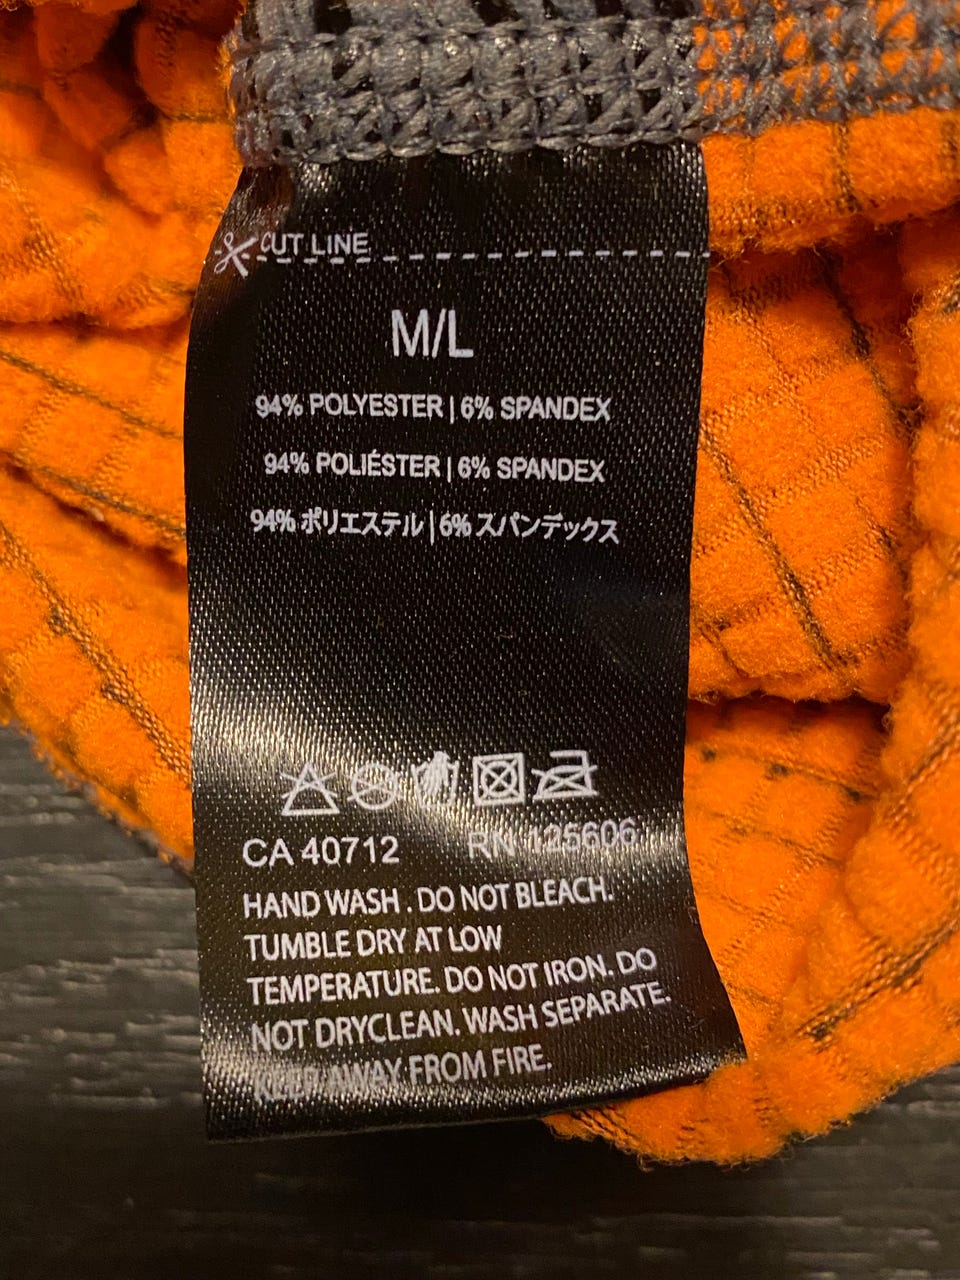 CUT LINE
M/L
94% POLYESTER | 6% SPANDEX
94% POLIÉSTER | 6% SPANDEX
94% ポリエステル | 6% スパンデックス
CA 40712 RN 125606
HAND WASH . DO NOT BLEACH.
TUMBLE DRY AT LOW
TEMPERATURE. DO NOT IRON. DO
NOT DRYCLEAN. WASH SEPARATE.
KEEP AWAY FROM FIRE.